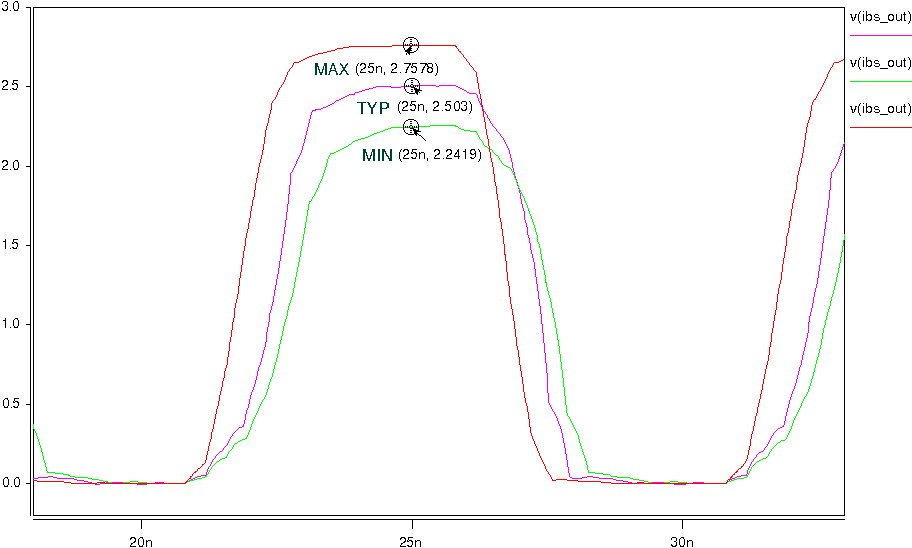 3.0
v(ibs_out)
v(ibs_out)
MAX (25n, 2.7578)
2.5
TYP (25n, 2.503)
v(ibs_out)
MIN (25n, 2.2419)
2.0
1.5
1.0
0.5
0.0
20n 25n 30n